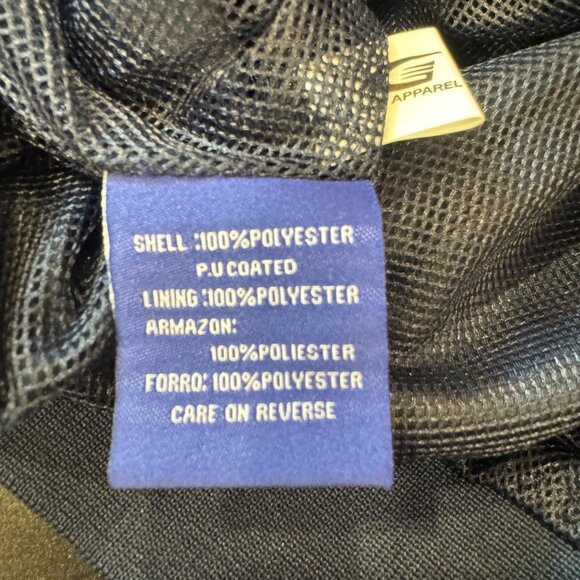 APPAREL
SHELL :100%POLYESTER
P.U COATED
LINING :100%POLYESTER
ARMAZON:
100%POLIESTER
FORRO: 100%POLYESTER
CARE ON REVERSE